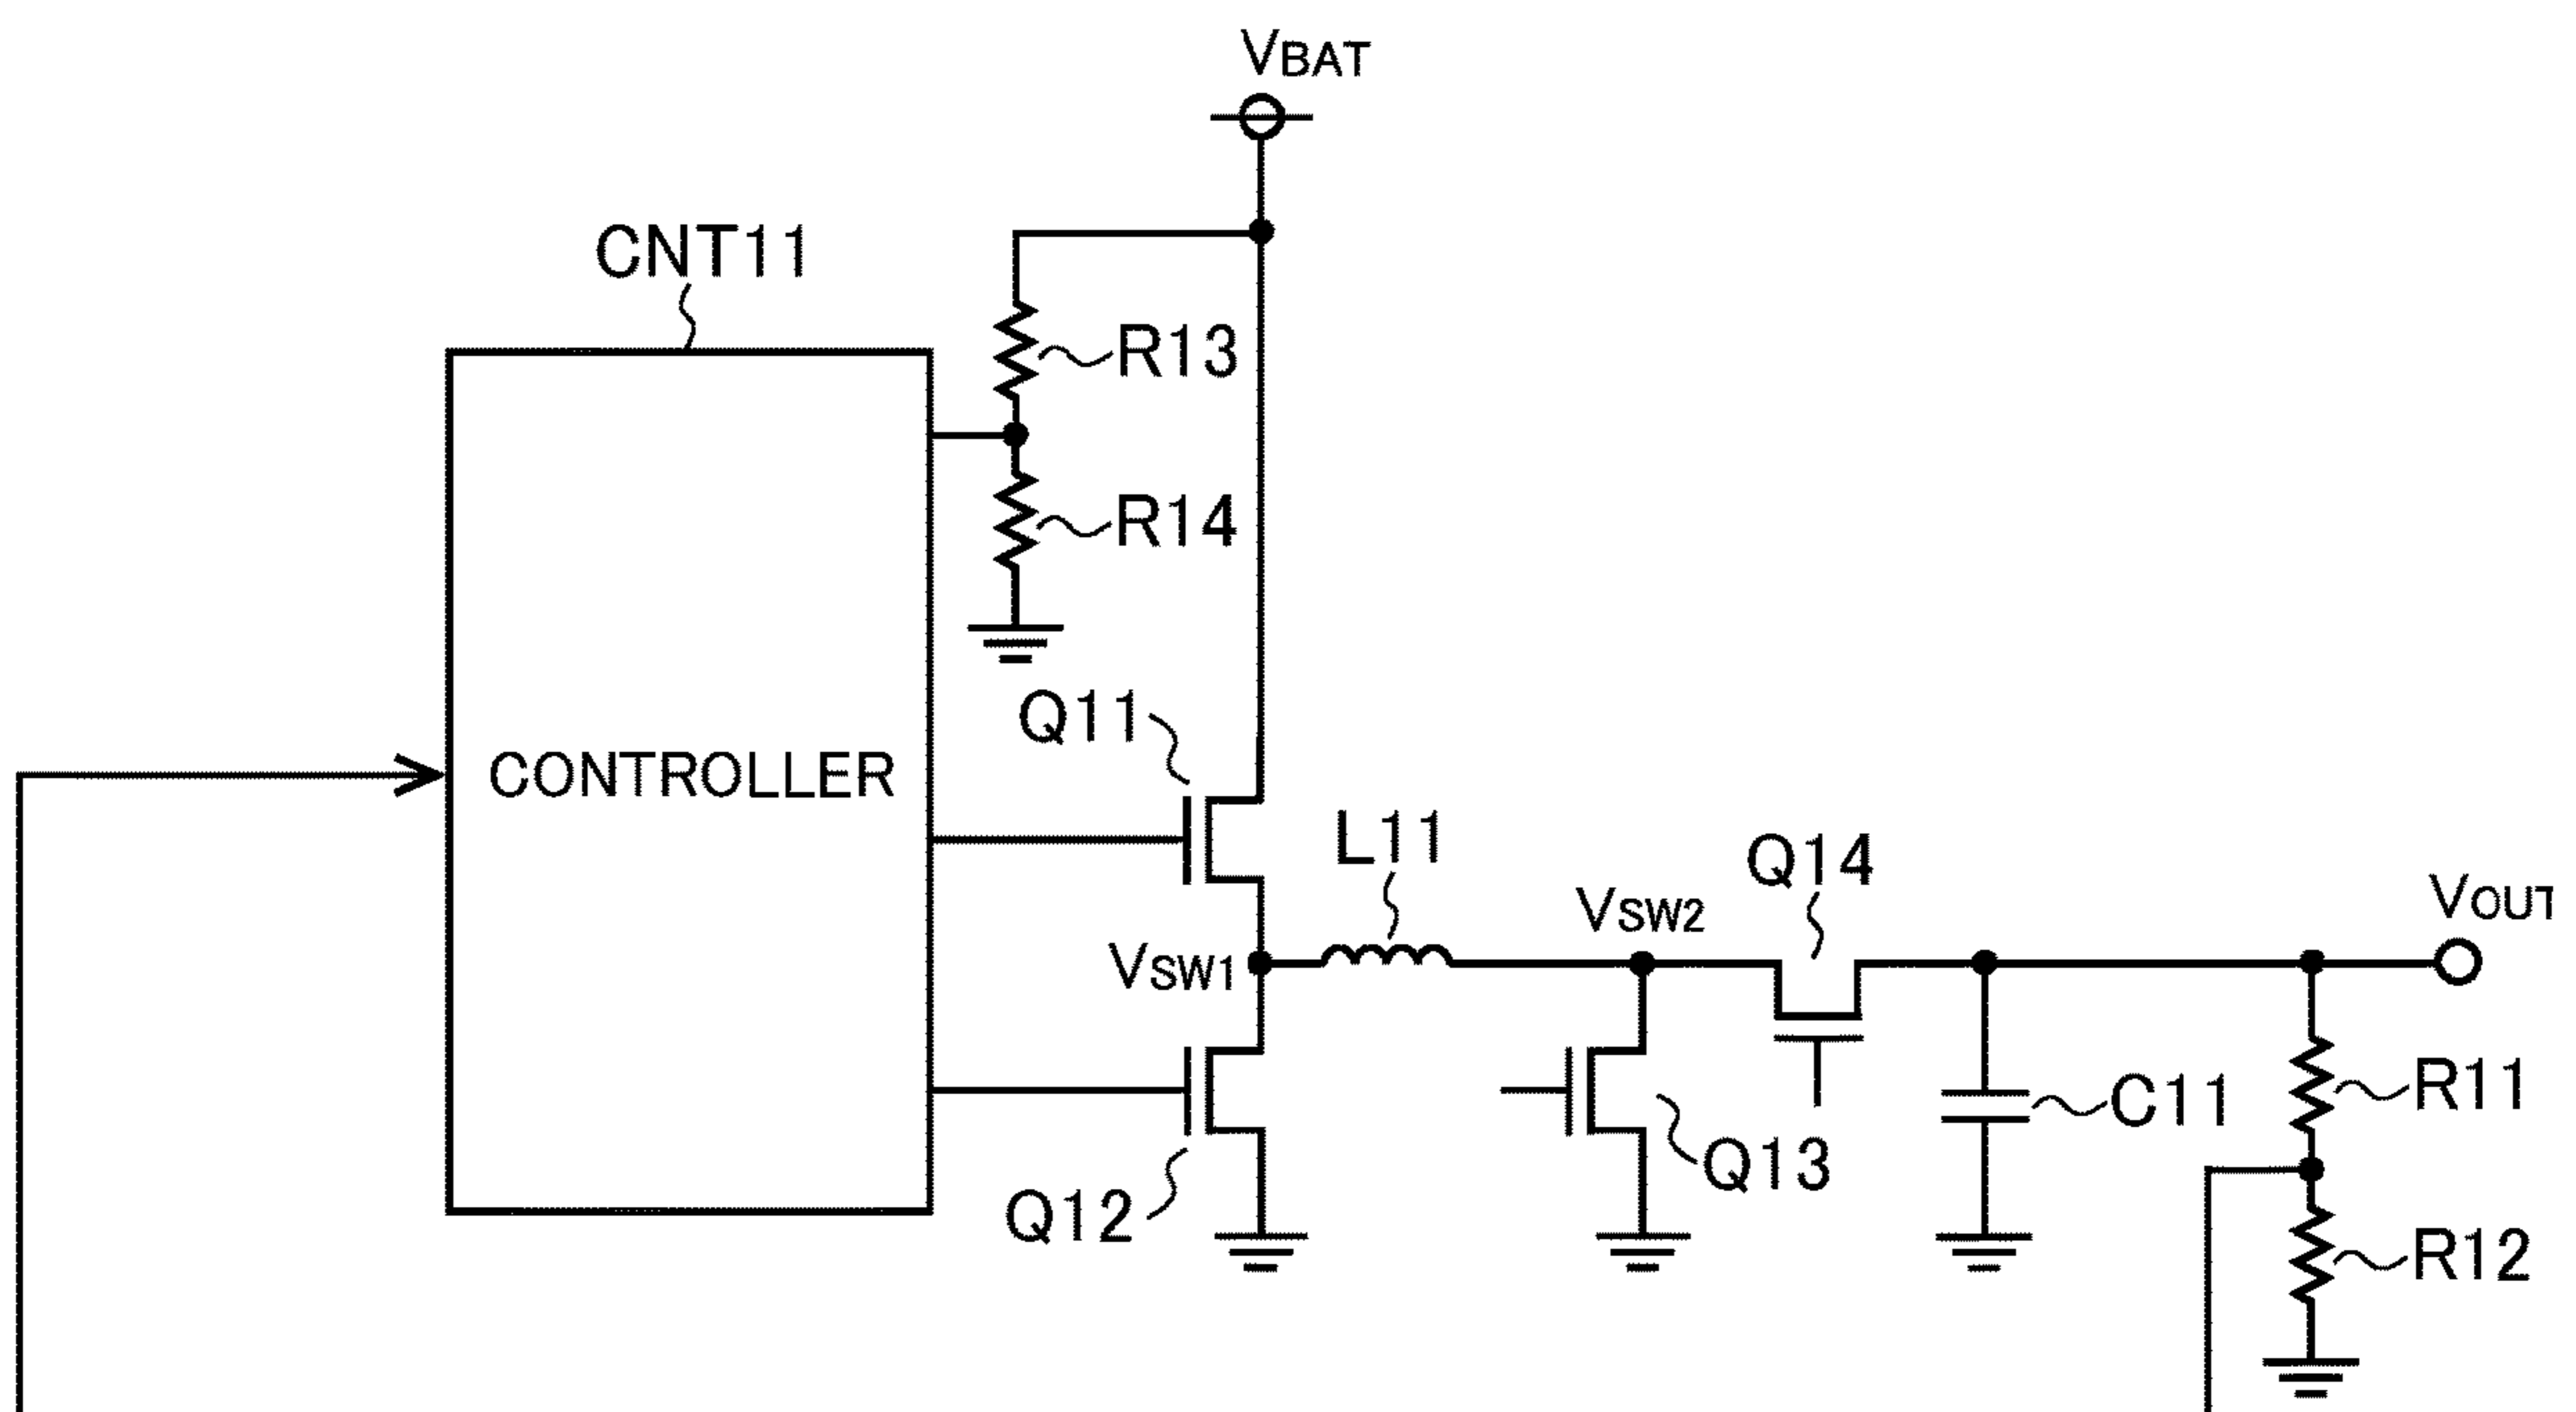 VBAT
CNT11
R13
R14
Q11
CONTROLLER
L11
Q14
VSW2
VOUT
VSW1
C11
R11
Q13
Q12
R12